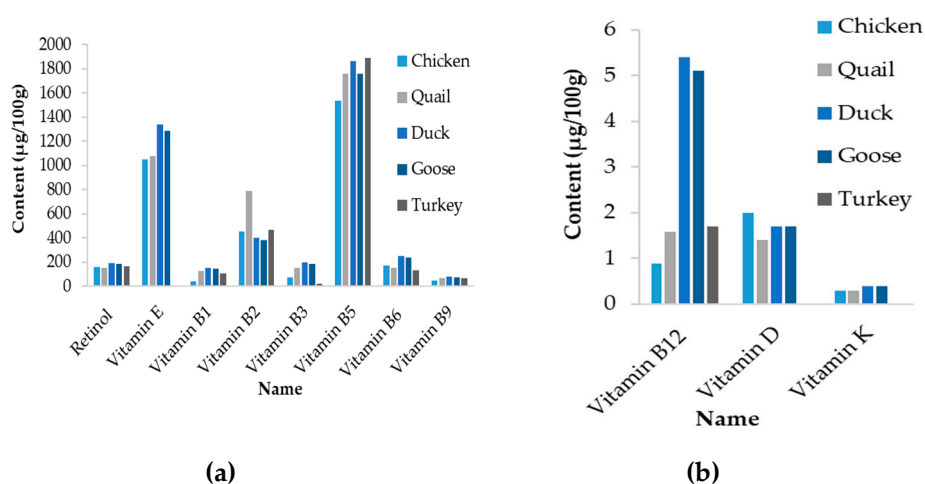 Content (µg/100g)
2000
1800
1600
1400
1200
1000
800
600
400
200
0
Chicken
Quail
Duck
Goose
Turkey
Retinol
Vitamin E
Vitamin B1
Vitamin B2
Vitamin B3
Vitamin B5
Vitamin B6
Vitamin B9
Name
(a)
Content (µg/100g)
6
5
4
3
2
1
0
Chicken
Quail
Duck
Goose
Turkey
Vitamin B12
Vitamin D
Vitamin K
Name
(b)